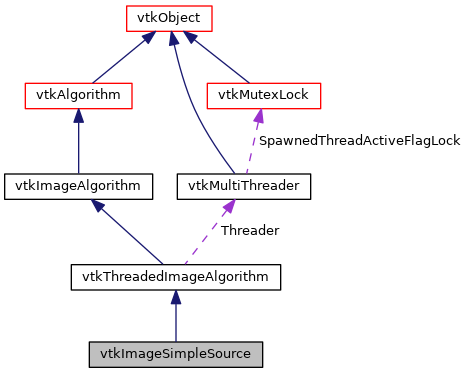 vtkObject
vtkAlgorithm
vtkMutexLock
SpawnedThreadActiveFlagLock
vtkImageAlgorithm
vtkMultiThreader
Threader
vtkThreadedImageAlgorithm
vtkImageSimpleSource